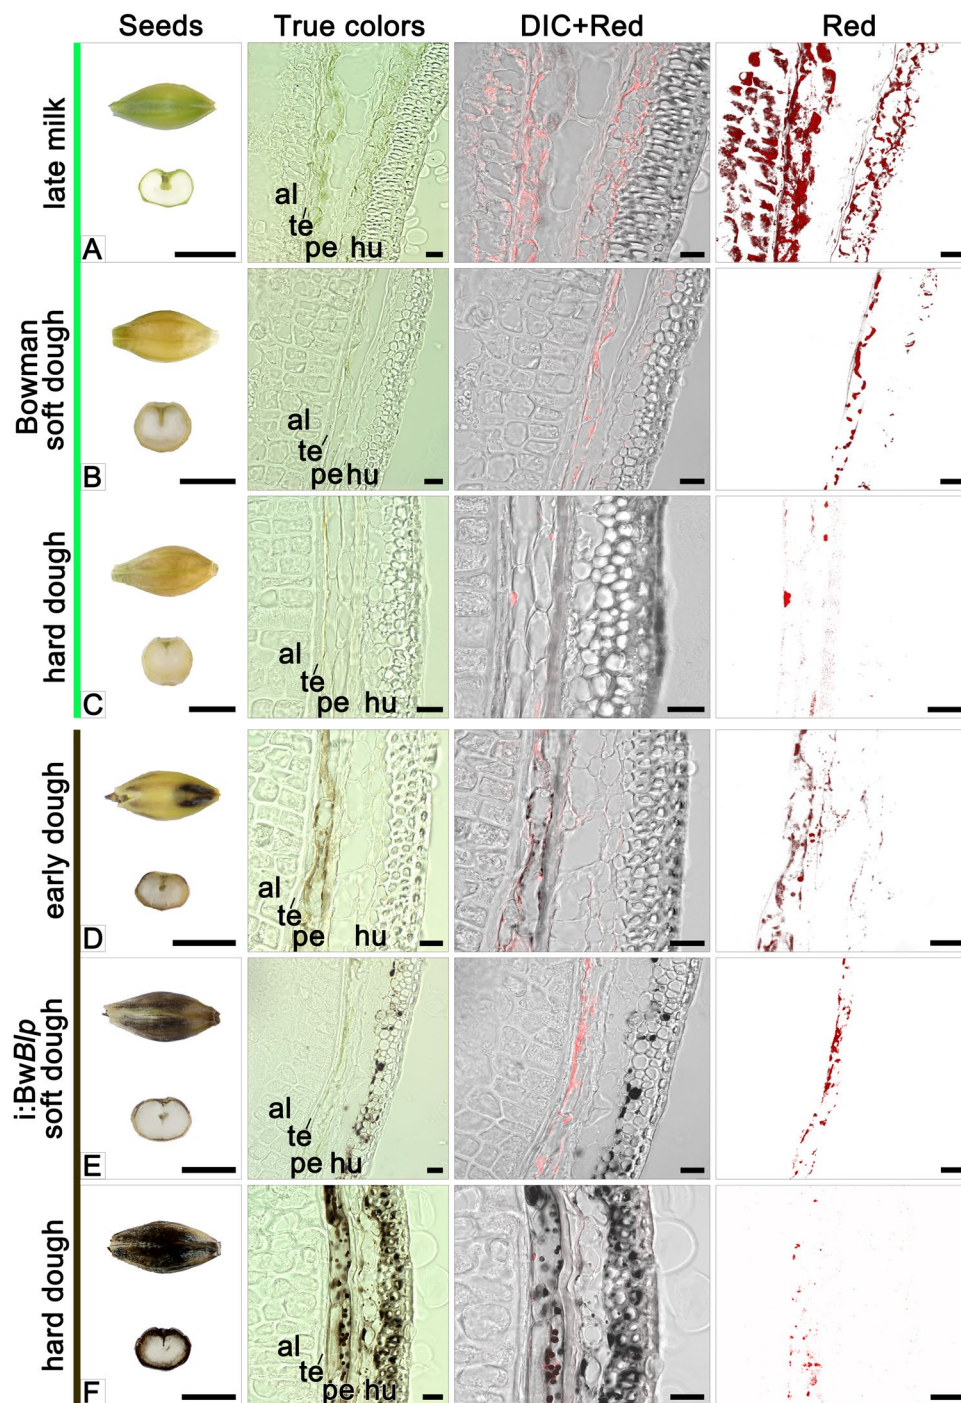 Seeds True colors DIC+Red Red
late milk
A
al
te
pe hu
Bowman
soft dough
B
al
te
pe hu
hard dough
C
al
te
pe hu
early dough
D
al
te
pe hu
i:BwBlp
soft dough
E
al
te
pe hu
hard dough
F
al
te
pe hu